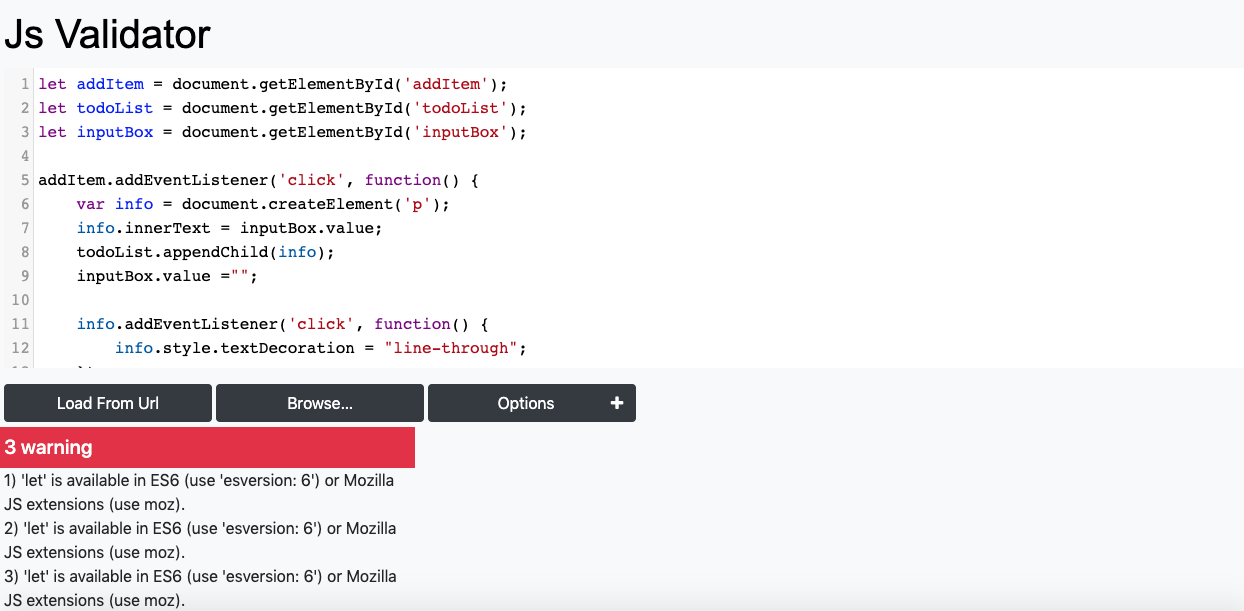 Js Validator
1 let addItem = document.getElementById('addItem');
2 let todoList = document.getElementById('todoList');
3 let inputBox = document.getElementById('inputBox');
4
5 addItem.addEventListener('click', function() {
6     var info = document.createElement('p');
7     info.innerText = inputBox.value;
8     todoList.appendChild(info);
9     inputBox.value ="";
10
11     info.addEventListener('click', function() {
12         info.style.textDecoration = "line-through";
Load From Url Browse... Options +
3 warning
1) 'let' is available in ES6 (use 'esversion: 6') or Mozilla
JS extensions (use moz).
2) 'let' is available in ES6 (use 'esversion: 6') or Mozilla
JS extensions (use moz).
3) 'let' is available in ES6 (use 'esversion: 6') or Mozilla
JS extensions (use moz).